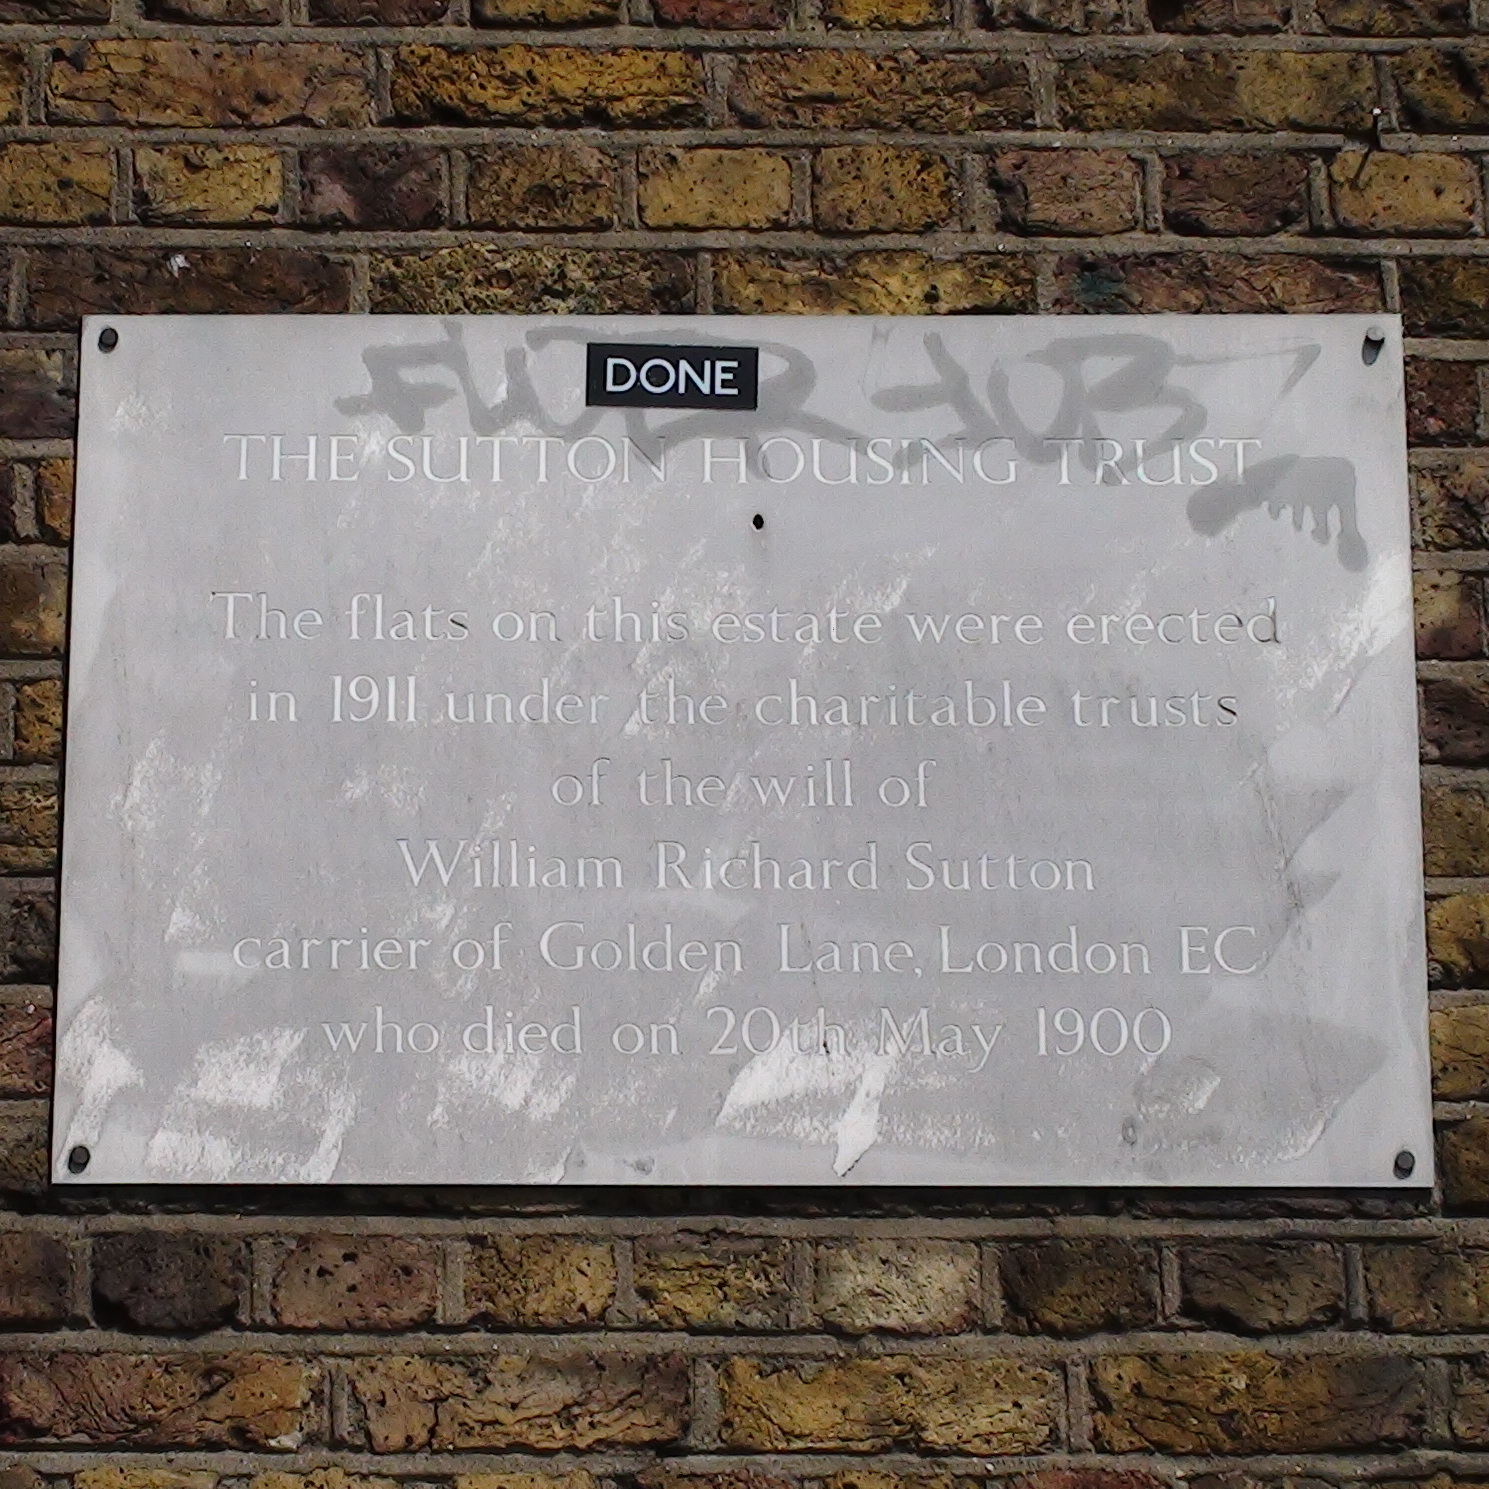 DONE
THE SUTTON HOUSING TRUST
The flats on this estate were erected
in 1911 under the charitable trusts
of the will of
William Richard Sutton
carrier of Golden Lane, London EC
who died on 20th May 1900